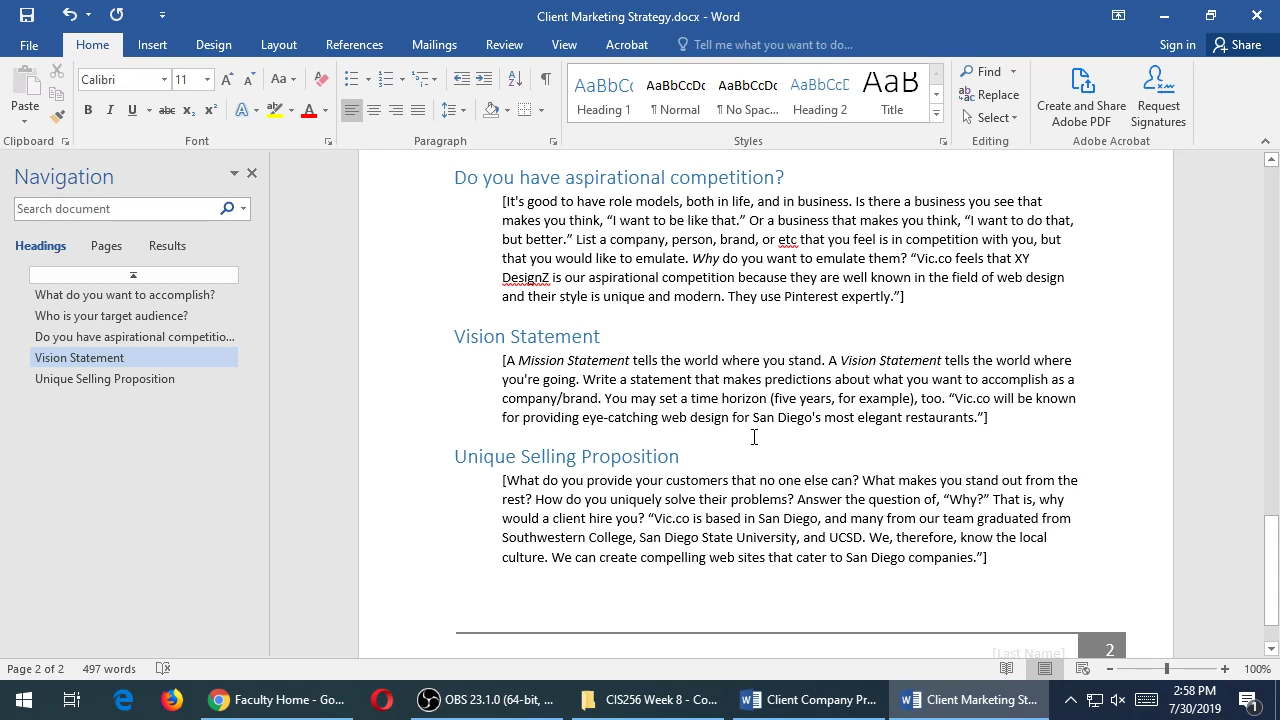 Client Marketing Strategy.docx - Word
File Home Insert Design Layout References Mailings Review View Acrobat Tell me what you want to do... Sign in Share
Paste
Clipboard
Calibri 11
Aa
B I U abc x₂ x² A A
Font
Paragraph
AaBbCc AaBbCcDc AaBbCcDc AaBbCcD AaB
Heading 1 ¶ Normal ¶ No Spac... Heading 2 Title
Styles
Find
Replace
Select
Editing
Create and Share Adobe PDF
Request Signatures
Adobe Acrobat
Navigation
Search document
Headings Pages Results
What do you want to accomplish?
Who is your target audience?
Do you have aspirational competitio...
Vision Statement
Unique Selling Proposition
Do you have aspirational competition?
[It's good to have role models, both in life, and in business. Is there a business you see that
makes you think, “I want to be like that.” Or a business that makes you think, “I want to do that,
but better.” List a company, person, brand, or etc that you feel is in competition with you, but
that you would like to emulate. Why do you want to emulate them? “Vic.co feels that XY
DesignZ is our aspirational competition because they are well known in the field of web design
and their style is unique and modern. They use Pinterest expertly.”]
Vision Statement
[A Mission Statement tells the world where you stand. A Vision Statement tells the world where
you're going. Write a statement that makes predictions about what you want to accomplish as a
company/brand. You may set a time horizon (five years, for example), too. “Vic.co will be known
for providing eye-catching web design for San Diego's most elegant restaurants.”]
Unique Selling Proposition
[What do you provide your customers that no one else can? What makes you stand out from the
rest? How do you uniquely solve their problems? Answer the question of, “Why?” That is, why
would a client hire you? “Vic.co is based in San Diego, and many from our team graduated from
Southwestern College, San Diego State University, and UCSD. We, therefore, know the local
culture. We can create compelling web sites that cater to San Diego companies.”]
[Last Name] 2
Page 2 of 2 497 words 100%
Faculty Home - Go... OBS 23.1.0 (64-bit, ... CIS256 Week 8 - Co... Client Company Pr... Client Marketing St...
2:58 PM
7/30/2019
1